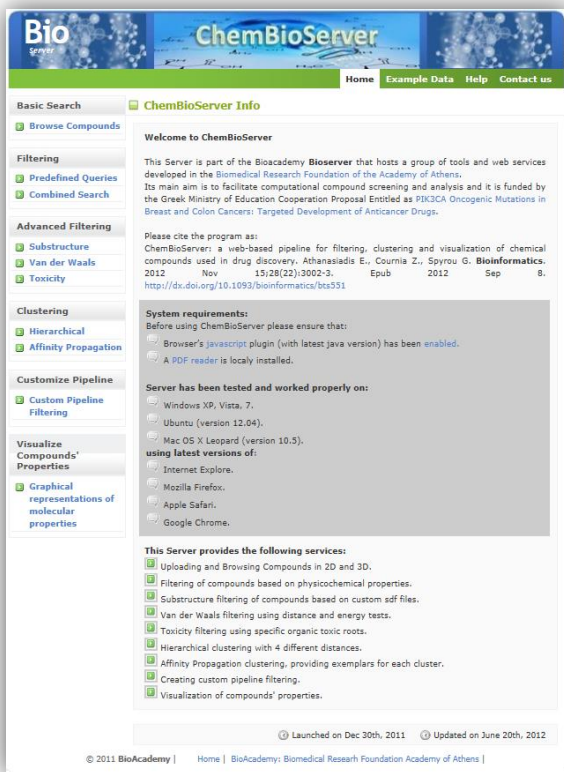 Bio
server
ChemBioServer
Home Example Data Help Contact us
Basic Search
Browse Compounds
Filtering
Predefined Queries
Combined Search
Advanced Filtering
Substructure
Van der Waals
Toxicity
Clustering
Hierarchical
Affinity Propagation
Customize Pipeline
Custom Pipeline
Filtering
Visualize
Compounds'
Properties
Graphical
representations of
molecular
properties
ChemBioServer Info
Welcome to ChemBioServer
This Server is part of the Bioacademy Bioserver that hosts a group of tools and web services
developed in the Biomedical Research Foundation of the Academy of Athens.
Its main aim is to facilitate computational compound screening and analysis and it is funded by
the Greek Ministry of Education Cooperation Proposal Entitled as PIK3CA Oncogenic Mutations in
Breast and Colon Cancers: Targeted Development of Anticancer Drugs.
Please cite the program as:
ChemBioServer: a web-based pipeline for filtering, clustering and visualization of chemical
compounds used in drug discovery. Athanasiadis E., Cournia Z., Spyrou G. Bioinformatics.
2012 Nov 15;28(22):3002-3. Epub 2012 Sep 8.
http://dx.doi.org/10.1093/bioinformatics/bts551
System requirements:
Before using ChemBioServer please ensure that:
Browser's javascript plugin (with latest java version) has been enabled.
A PDF reader is localy installed.
Server has been tested and worked properly on:
Windows XP, Vista, 7.
Ubuntu (version 12.04).
Mac OS X Leopard (version 10.5).
using latest versions of:
Internet Explore.
Mozilla Firefox.
Apple Safari.
Google Chrome.
This Server provides the following services:
Uploading and Browsing Compounds in 2D and 3D.
Filtering of compounds based on physicochemical properties.
Substructure filtering of compounds based on custom sdf files.
Van der Waals filtering using distance and energy tests.
Toxicity filtering using specific organic toxic roots.
Hierarchical clustering with 4 different distances.
Affinity Propagation clustering, providing exemplars for each cluster.
Creating custom pipeline filtering.
Visualization of compounds' properties.
Launched on Dec 30th, 2011 Updated on June 20th, 2012
© 2011 BioAcademy | Home | BioAcademy: Biomedical Researh Foundation Academy of Athens |